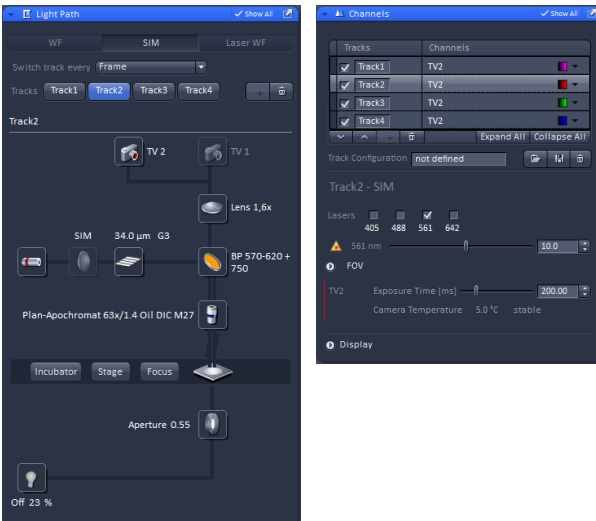 Light Path
Show All
WF SIM Laser WF
Switch track every Frame
Tracks Track1 Track2 Track3 Track4
Track2
TV 2
TV 1
Lens 1,6x
SIM 34.0 µm G3
BP 570-620 +
750
Plan-Apochromat 63x/1.4 Oil DIC M27
Incubator Stage Focus
Aperture 0.55
Off 23 %
Channels
Show All
Tracks Channels
Track1 TV2
Track2 TV2
Track3 TV2
Track4 TV2
Expand All Collapse All
Track Configuration not defined
Track2 - SIM
Lasers
405 488 561 642
561 nm 10.0
FOV
TV2 Exposure Time [ms] 200.00
Camera Temperature 5.0 °C stable
Display